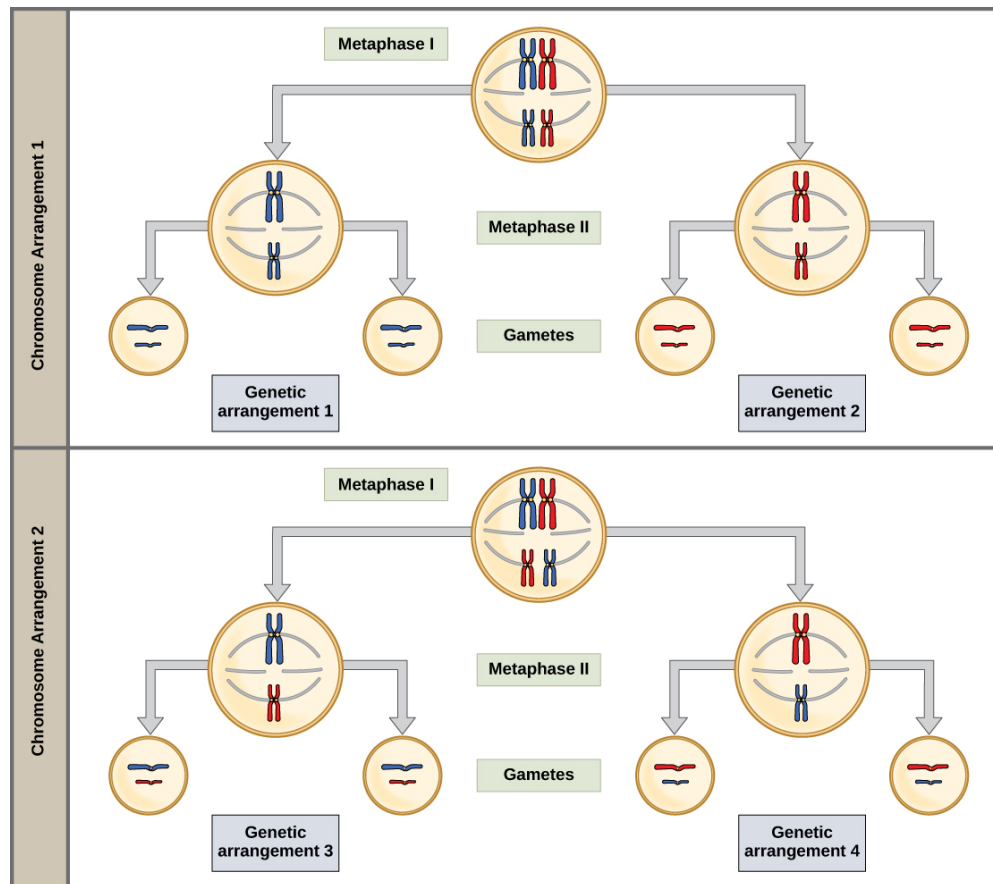 Chromosome Arrangement 1
Metaphase I
Metaphase II
Gametes
Genetic
arrangement 1
Genetic
arrangement 2
Chromosome Arrangement 2
Metaphase I
Metaphase II
Gametes
Genetic
arrangement 3
Genetic
arrangement 4